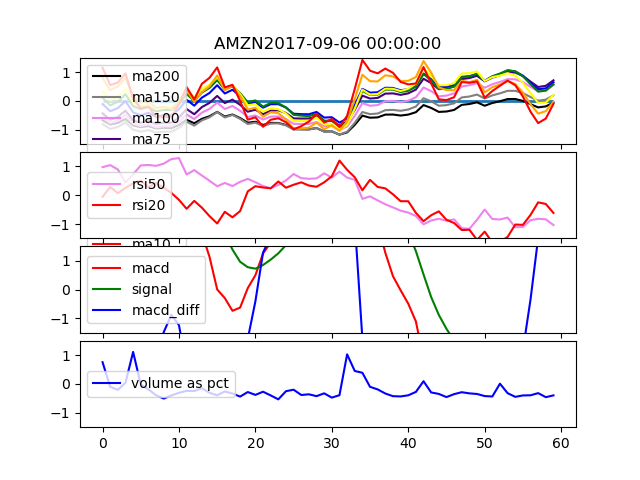 AMZN2017-09-06 00:00:00
1
0
−1
ma200
ma150
ma100
ma75
1
0
−1
rsi50
rsi20
ma10
1
0
−1
macd
signal
macd_diff
1
0
−1
volume as pct
0 10 20 30 40 50 60